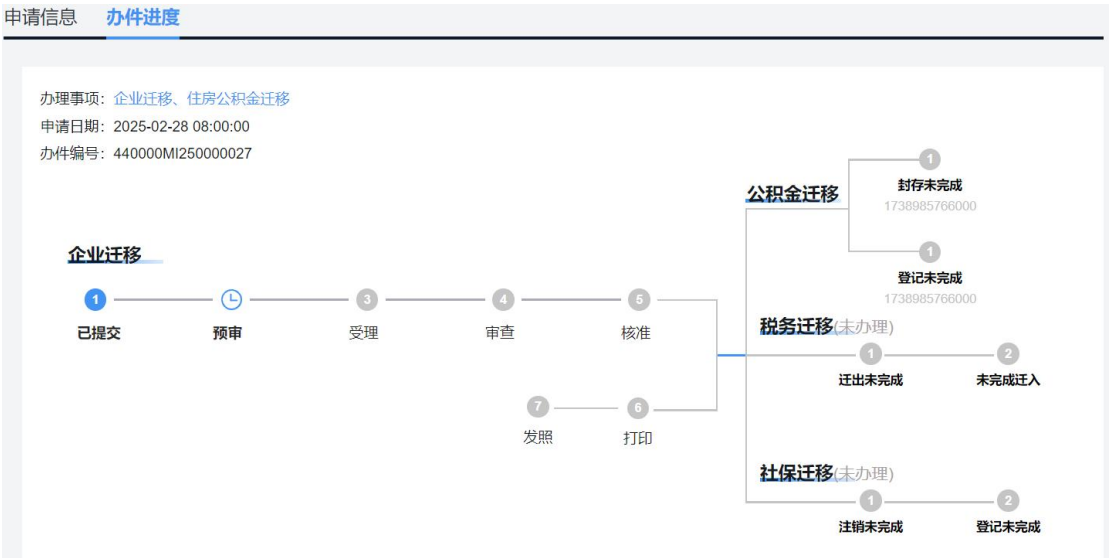 申请信息 办件进度
办理事项：企业迁移、住房公积金迁移
申请日期：2025-02-28 08:00:00
办件编号：440000MI250000027
企业迁移
1 3 4 5
已提交 预审 受理 审查 核准
7 6
发照 打印
公积金迁移
1
封存未完成
1738985766000
1
登记未完成
1738985766000
税务迁移(未办理)
1 2
迁出未完成 未完成迁入
社保迁移(未办理)
1 2
注销未完成 登记未完成